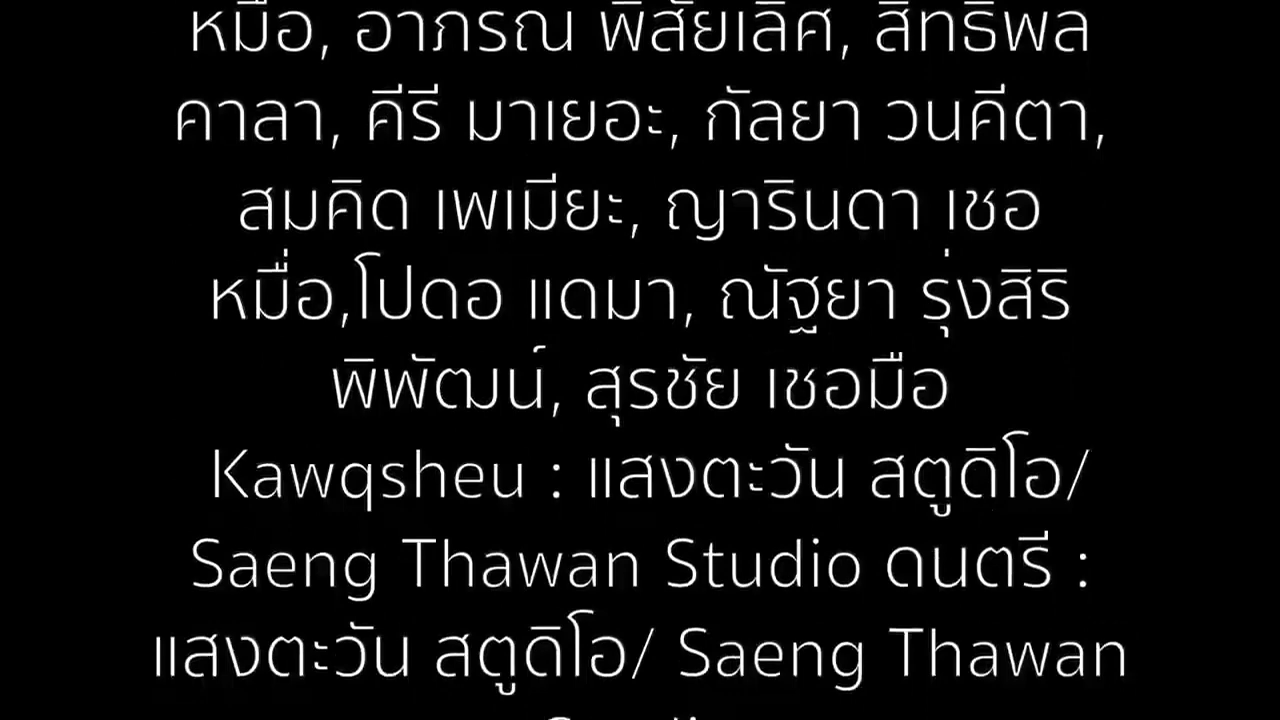 หมื่อ, อาภรณ พิสัยเลิศ, สิทธิพล
คาลา, คีรี มาเยอะ, กัลยา วนคีตา,
สมคิด เพเมียะ, ญารินดา เชอ
หมื่อ,โปดอ แดมา, ณัฐยา รุ่งสิริ
พิพัฒน์, สุรชัย เชอมือ
Kawqsheu : แสงตะวัน สตูดิโอ/
Saeng Thawan Studio ดนตรี :
แสงตะวัน สตูดิโอ/ Saeng Thawan